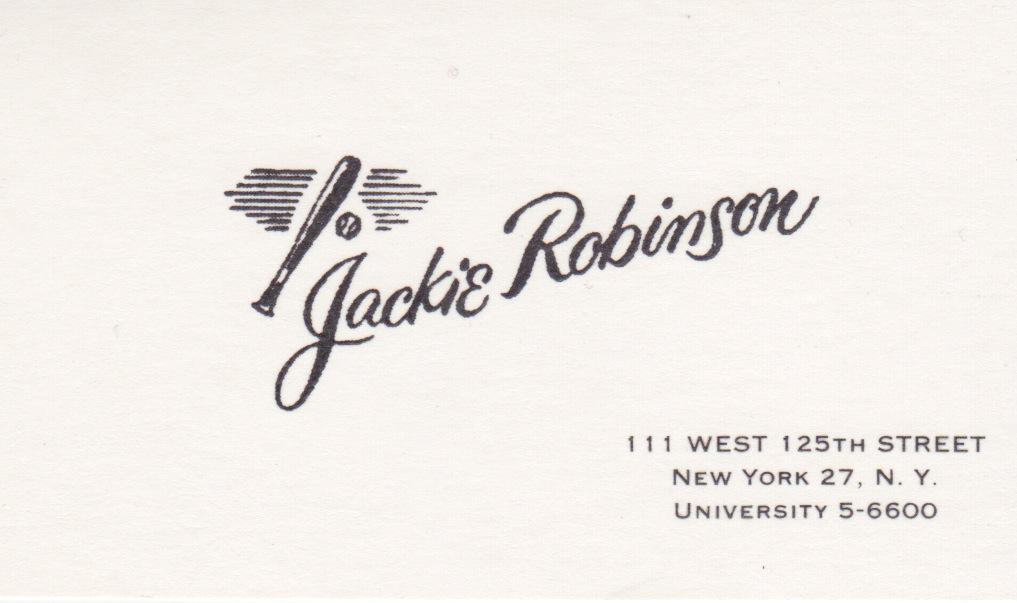 Jackie Robinson
111 WEST 125TH STREET
NEW YORK 27, N. Y.
UNIVERSITY 5-6600